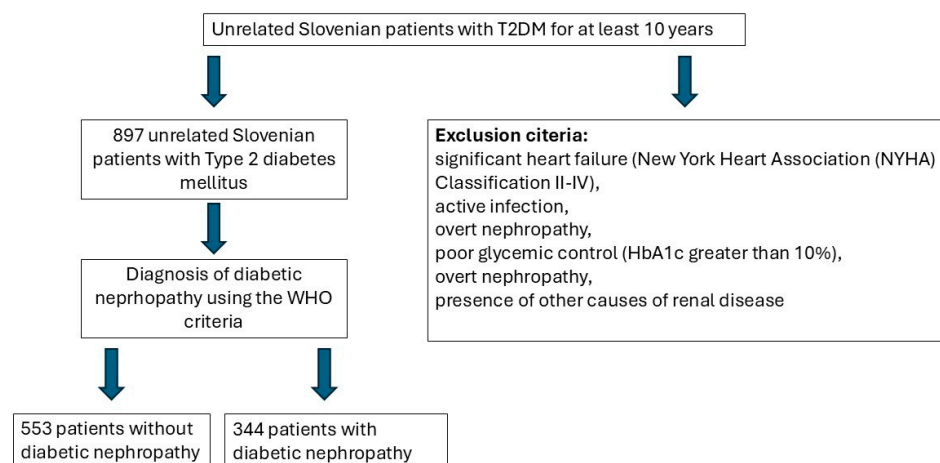 Unrelated Slovenian patients with T2DM for at least 10 years
897 unrelated Slovenian
patients with Type 2 diabetes
mellitus
Exclusion citeria:
significant heart failure (New York Heart Association (NYHA)
Classification II-IV),
active infection,
overt nephropathy,
poor glycemic control (HbA1c greater than 10%),
overt nephropathy,
presence of other causes of renal disease
Diagnosis of diabetic
neprhopathy using the WHO
criteria
553 patients without
diabetic nephropathy
344 patients with
diabetic nephropathy